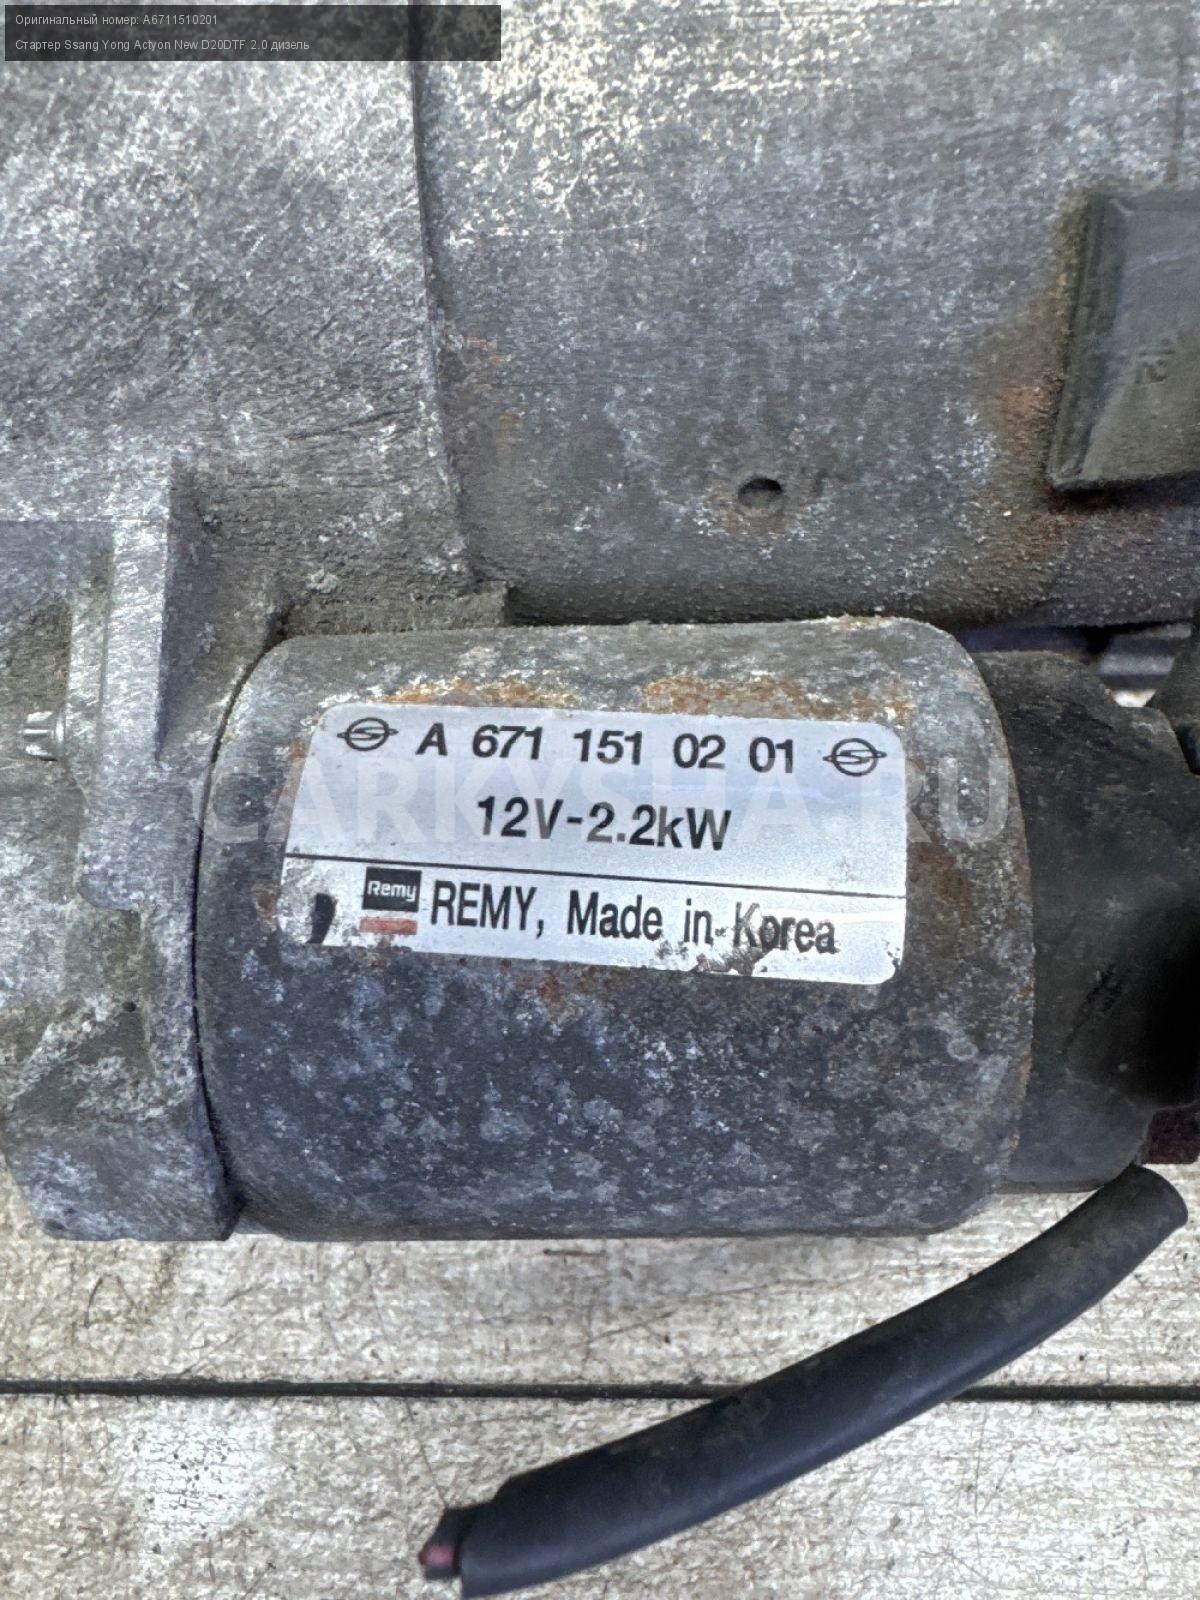 Оригинальный номер: A6711510201
Стартер Ssang Yong Actyon New D20DTF 2.0 дизель
A 671 151 02 01
CARKYSHA.RU
12V-2.2kW
Remy REMY, Made in Korea